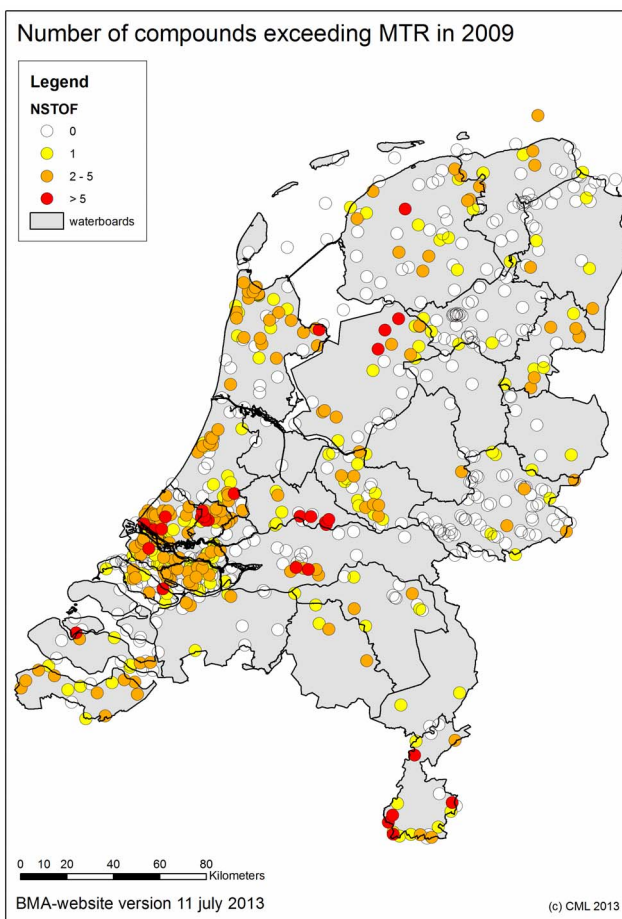 Number of compounds exceeding MTR in 2009
Legend
NSTOF
0
1
2 - 5
> 5
waterboards
0 10 20 40 60 80
Kilometers
BMA-website version 11 july 2013
(c) CML 2013